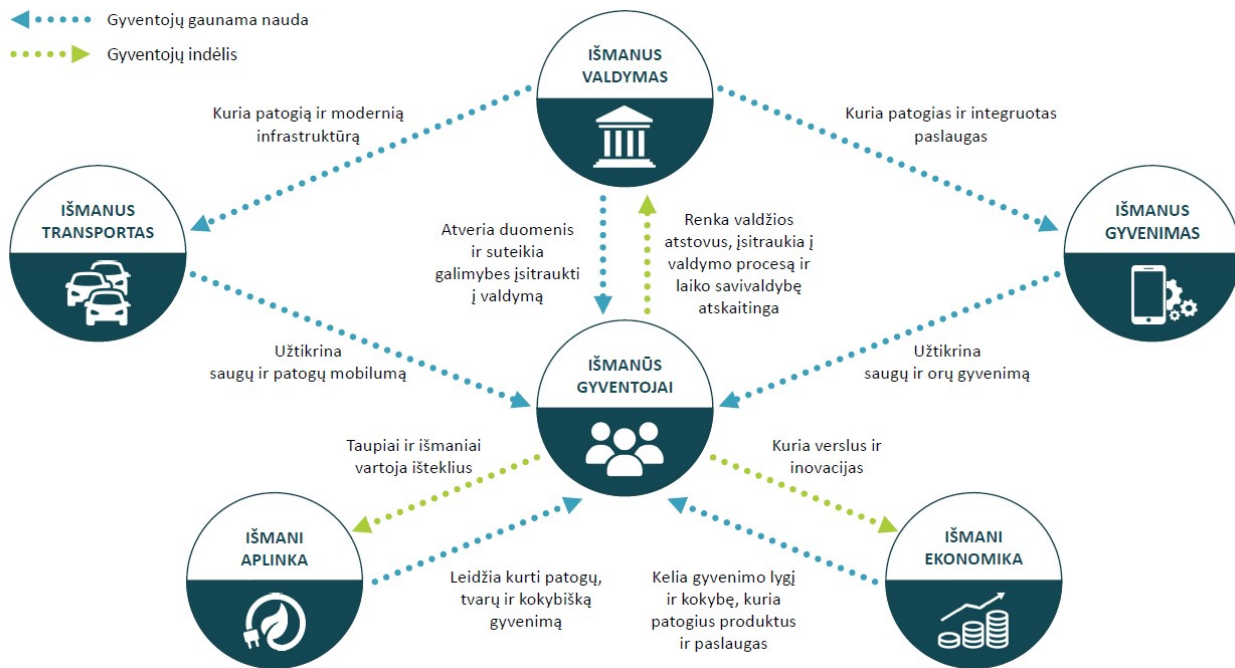 Gyventojų gaunama nauda
Gyventojų indėlis
IŠMANUS
VALDYMAS
Kuria patogią ir modernią
infrastruktūrą
Kuria patogias ir integruotas
paslaugas
IŠMANUS
TRANSPORTAS
Atveria duomenis
ir suteikia
galimybes įsitraukti
į valdymą
Renka valdžios
atstovus, įsitraukia į
valdymo procesą ir
laiko savivaldybę
atskaitinga
IŠMANUS
GYVENIMAS
Užtikrina
saugų ir patogų mobilumą
IŠMANŪS
GYVENTOJAI
Užtikrina
saugų ir orų gyvenimą
Taupiai ir išmaniai
vartoja išteklius
Kuria verslus ir
inovacijas
IŠMANI
APLINKA
Leidžia kurti patogų,
tvarų ir kokybišką
gyvenimą
Kelia gyvenimo lygį
ir kokybę, kuria
patogius produktus
ir paslaugas
IŠMANI
EKONOMIKA